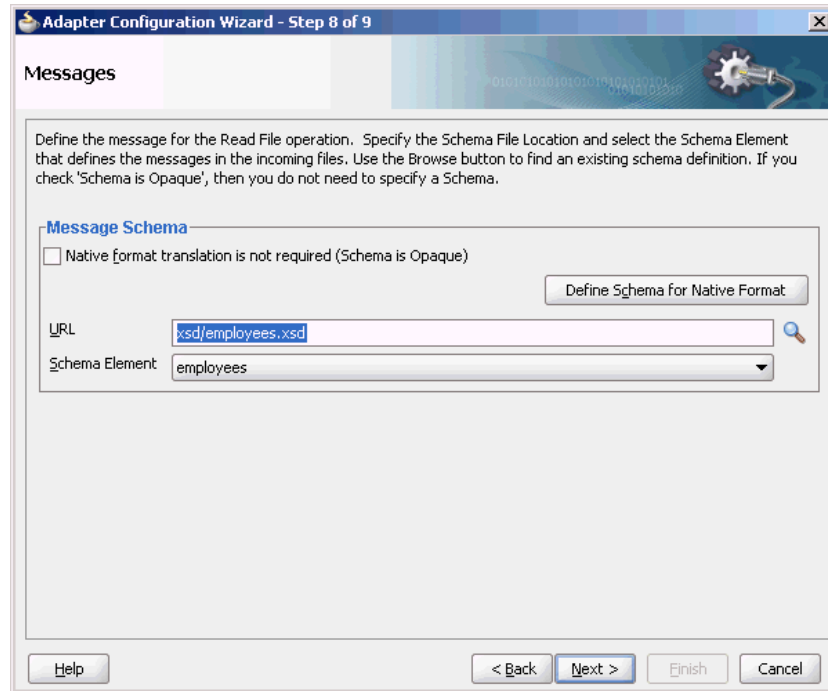 Adapter Configuration Wizard - Step 8 of 9
Messages
Define the message for the Read File operation. Specify the Schema File Location and select the Schema Element
that defines the messages in the incoming files. Use the Browse button to find an existing schema definition. If you
check 'Schema is Opaque', then you do not need to specify a Schema.
Message Schema
Native format translation is not required (Schema is Opaque)
Define Schema for Native Format
URL xsd/employees.xsd
Schema Element employees
Help < Back Next > Finish Cancel